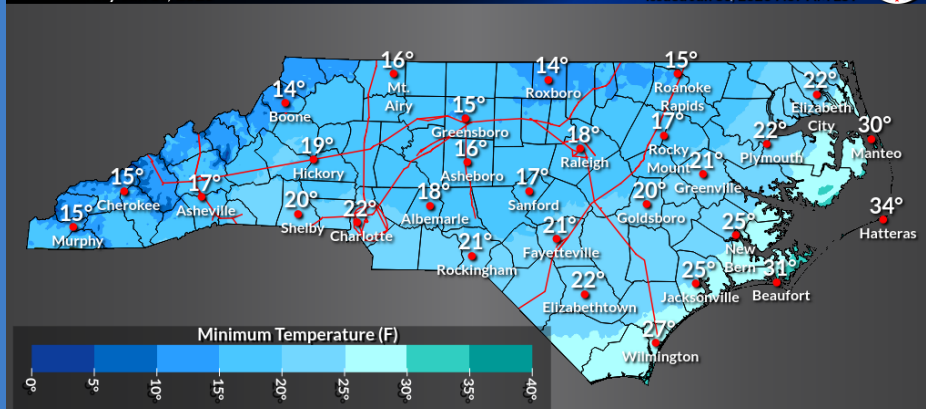 16°
Mt.
Airy
14°
Roxboro
15°
Roanoke
Rapids
22°
Elizabeth
City
14°
Boone
15°
Greensboro
18°
Raleigh
17°
Rocky
Mount
22°
Plymouth
30°
Manteo
19°
Hickory
16°
Asheboro
21°
Greenville
15°
Cherokee
17°
Asheville
20°
Shelby
22°
Charlotte
18°
Albemarle
17°
Sanford
20°
Goldsboro
34°
Hatteras
15°
Murphy
21°
Rockingham
21°
Fayetteville
25°
New
Bern
22°
Elizabethtown
25°
Jacksonville
31°
Beaufort
27°
Wilmington
Minimum Temperature (F)
0° 5° 10° 15° 20° 25° 30° 35° 40°